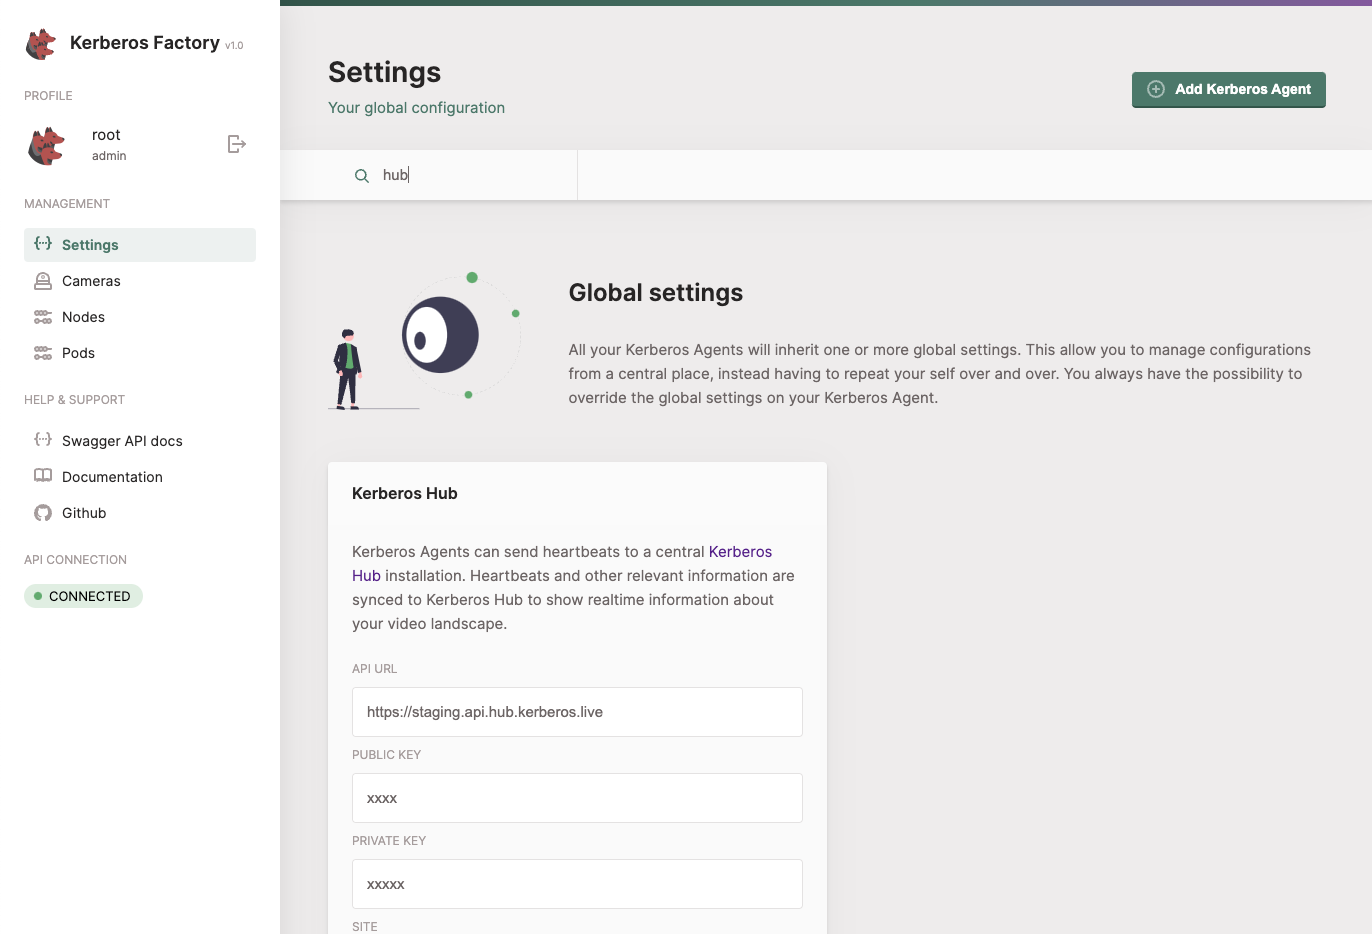 Kerberos Factory v1.0
PROFILE
root
admin
MANAGEMENT
Settings
Cameras
Nodes
Pods
HELP & SUPPORT
Swagger API docs
Documentation
Github
API CONNECTION
CONNECTED
Settings
Your global configuration
Add Kerberos Agent
hub
Global settings
All your Kerberos Agents will inherit one or more global settings. This allow you to manage configurations
from a central place, instead having to repeat your self over and over. You always have the possibility to
override the global settings on your Kerberos Agent.
Kerberos Hub
Kerberos Agents can send heartbeats to a central Kerberos
Hub installation. Heartbeats and other relevant information are
synced to Kerberos Hub to show realtime information about
your video landscape.
API URL
https://staging.api.hub.kerberos.live
PUBLIC KEY
xxxx
PRIVATE KEY
xxxxx
SITE